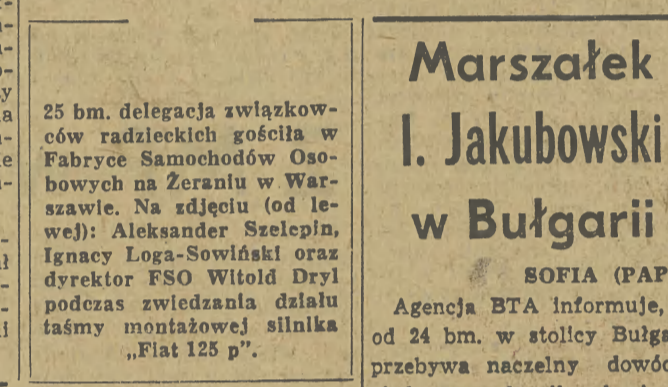 25 bm. delegacja związkow-
ców radzieckich gościła w
Fabryce Samochodów Oso-
bowych na Żeraniu w War-
szawie. Na zdjęciu (od le-
wej): Aleksander Szelepin,
Ignacy Loga-Sowiński oraz
dyrektor FSO Witold Dryl
podczas zwiedzania działu
taśmy montażowej silnika
„Fiat 125 p".
Marszałek
I. Jakubowski
w Bułgarii
SOFIA (PAP
Agencja BTA informuje,
od 24 bm. w stolicy Bułga
przebywa naczelny dowód